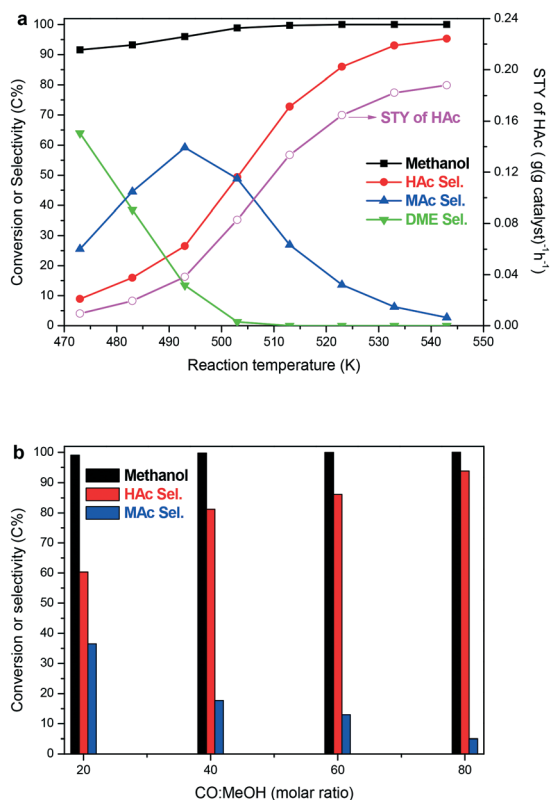 a
100
90
80
70
60
50
40
30
20
10
0
Conversion or Selectivity (C%)
0.24
0.20
0.16
0.12
0.08
0.04
0.00
STY of HAc ( g(g catalyst)-1h-1)
STY of HAc
Methanol
HAc Sel.
MAc Sel.
DME Sel.
470 480 490 500 510 520 530 540 550
Reaction temperature (K)
b
100
90
80
70
60
50
40
30
20
10
0
Conversion or selectivity (C%)
Methanol
HAc Sel.
MAc Sel.
20 40 60 80
CO:MeOH (molar ratio)